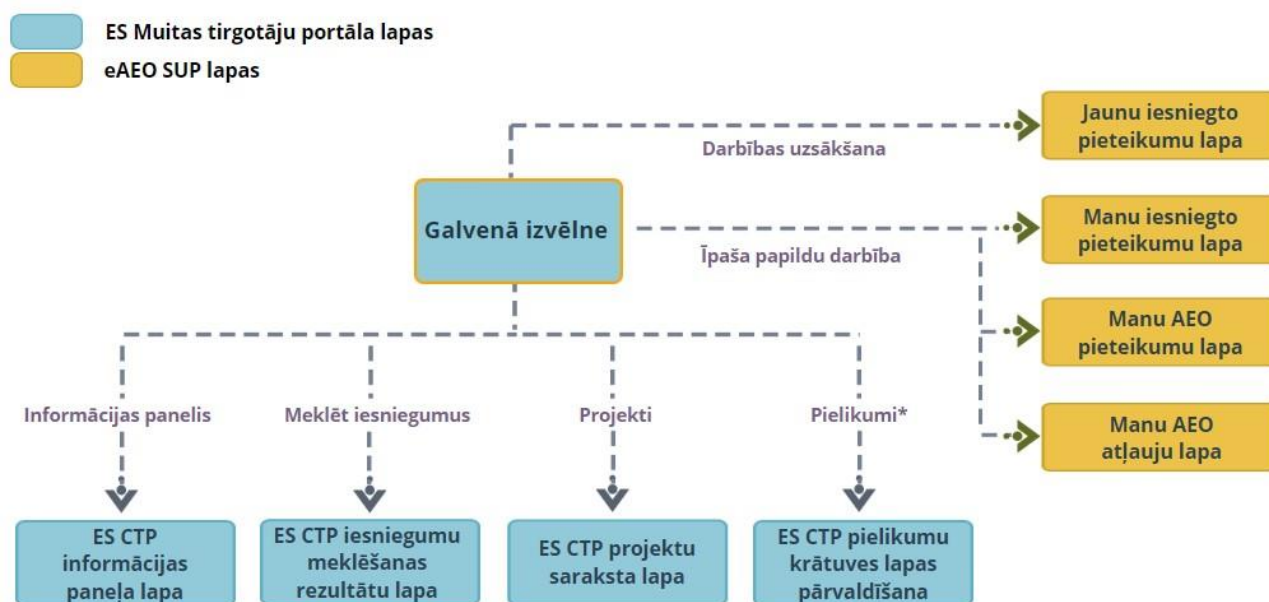 ES Muitas tirgotāju portāla lapas
eAEO SUP lapas
Jaunu iesniegto
pieteikumu lapa
Darbības uzsākšana
Galvenā izvēlne
Manu iesniegto
pieteikumu lapa
Īpaša papildu darbība
Manu AEO
pieteikumu lapa
Manu AEO
atļauju lapa
Informācijas panelis
Meklēt iesniegumus
Projekti
Pielikumi*
ES CTP
informācijas
paneļa lapa
ES CTP iesniegumu
meklēšanas
rezultātu lapa
ES CTP projektu
saraksta lapa
ES CTP pielikumu
krātuves lapas
pārvaldīšana